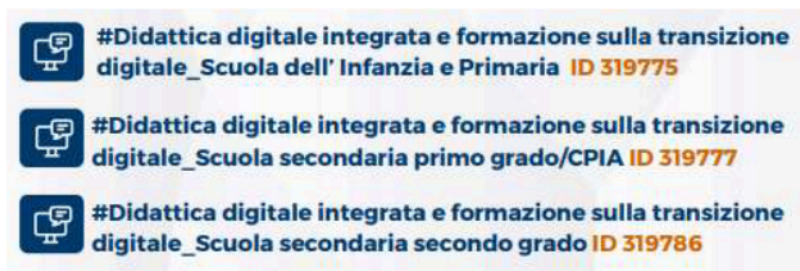 #Didattica digitale integrata e formazione sulla transizione
digitale_Scuola dell' Infanzia e Primaria ID 319775
#Didattica digitale integrata e formazione sulla transizione
digitale_Scuola secondaria primo grado/CPIA ID 319777
#Didattica digitale integrata e formazione sulla transizione
digitale_Scuola secondaria secondo grado ID 319786